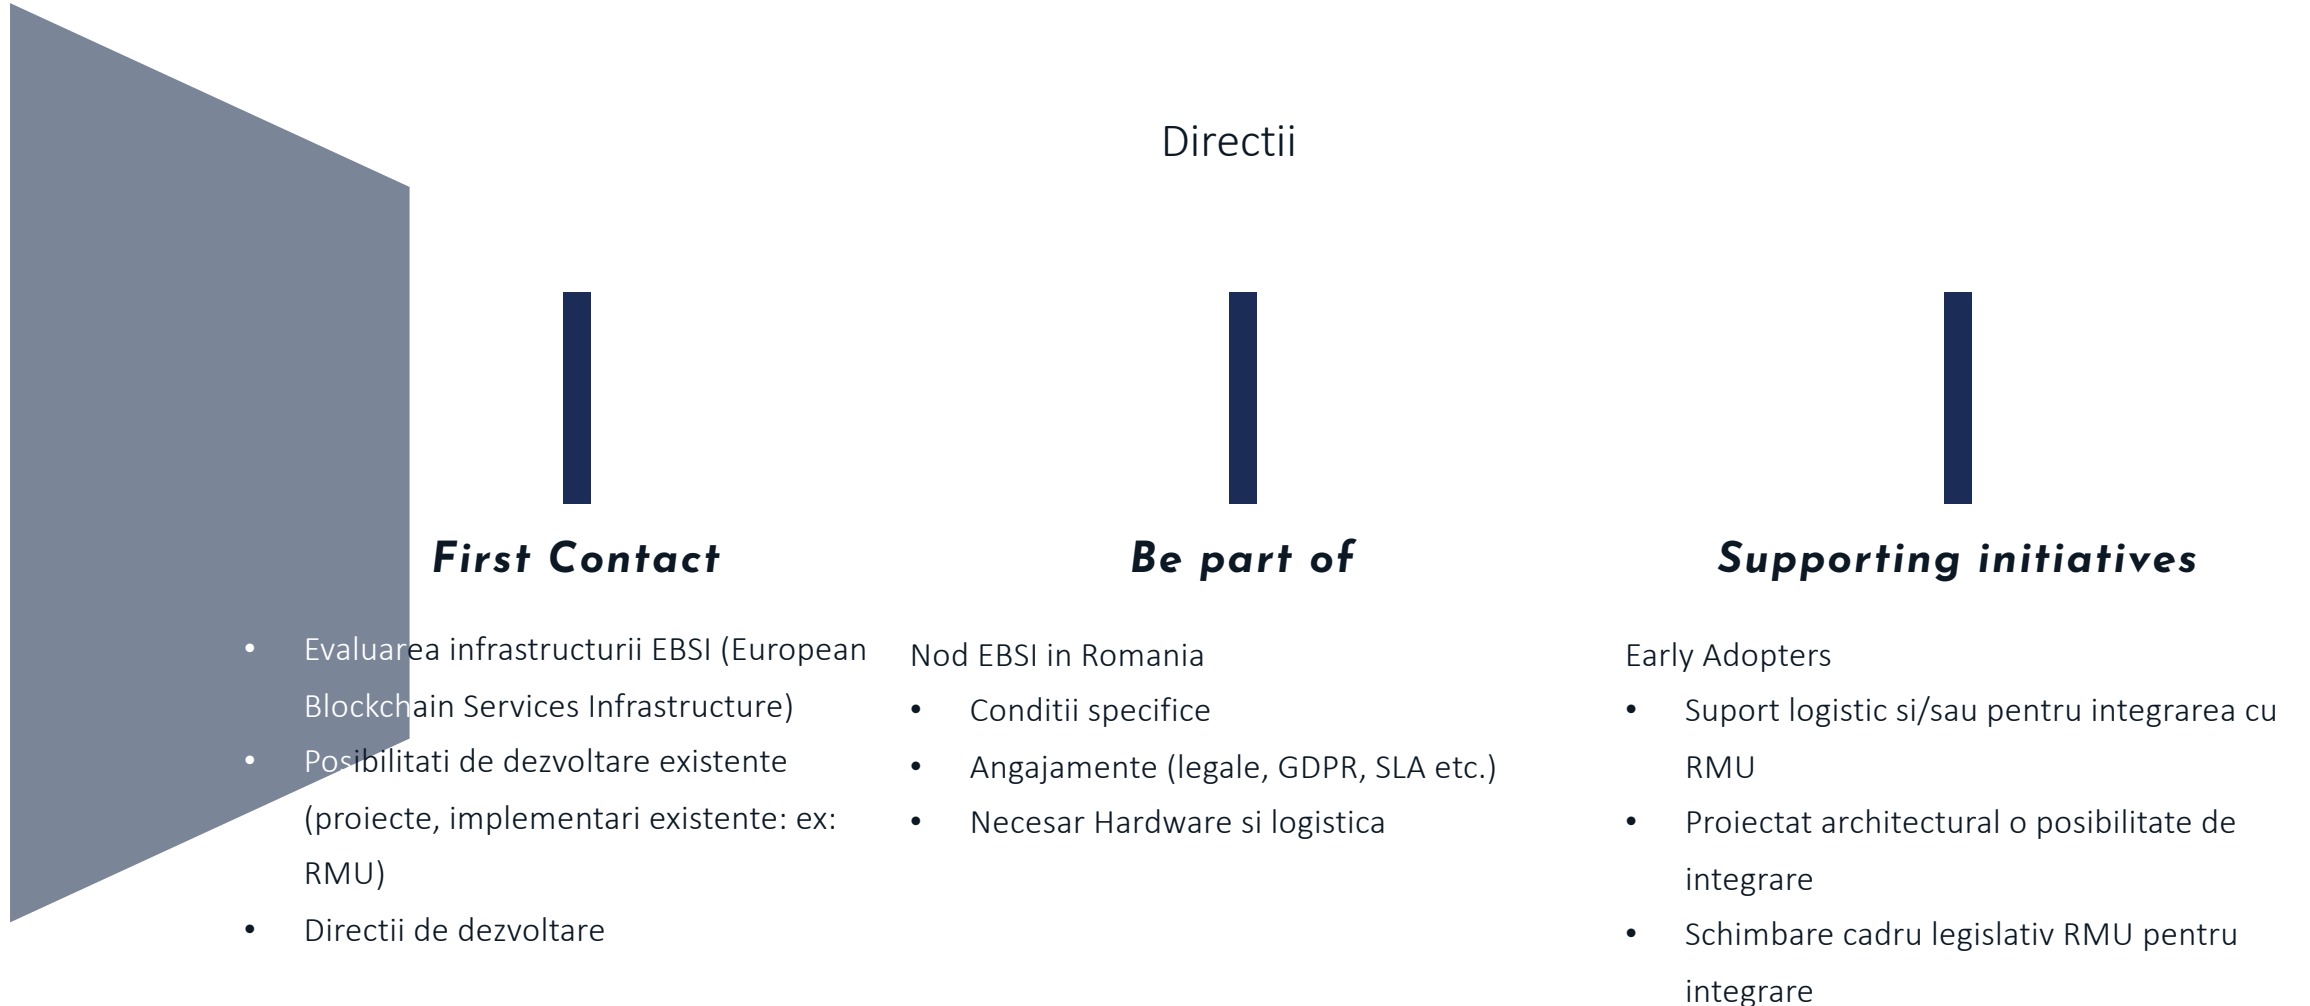 Directii
First Contact
• Evaluarea infrastructurii EBSI (European
Blockchain Services Infrastructure)
• Posibilitati de dezvoltare existente
(proiecte, implementari existente: ex:
RMU)
• Directii de dezvoltare
Be part of
Nod EBSI in Romania
• Conditii specifice
• Angajamente (legale, GDPR, SLA etc.)
• Necesar Hardware si logistica
Supporting initiatives
Early Adopters
• Suport logistic si/sau pentru integrarea cu
RMU
• Proiectat architectural o posibilitate de
integrare
• Schimbare cadru legislativ RMU pentru
integrare